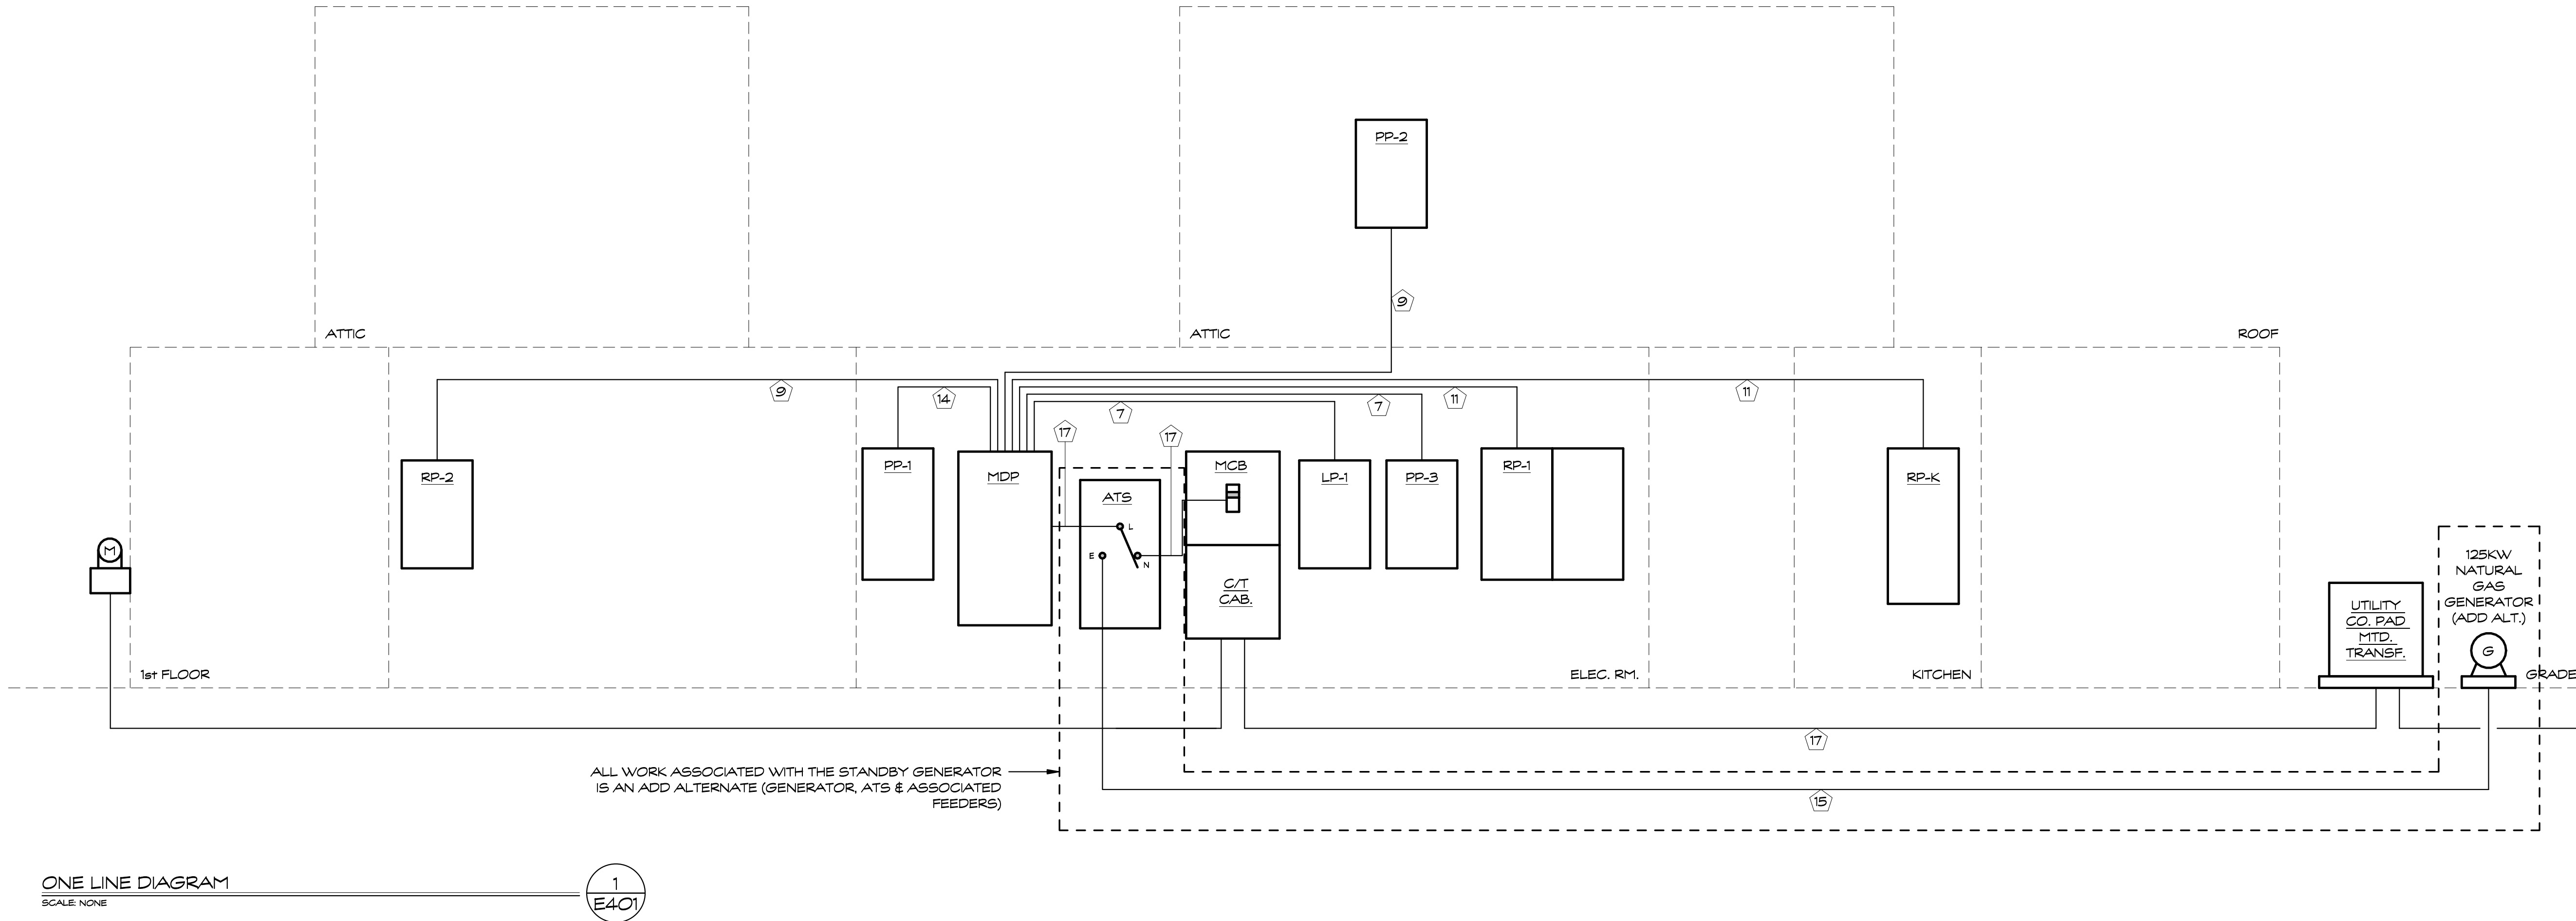 PP-2
9
ATTIC
ATTIC
ROOF
9
14
7
7
11
11
17
17
RP-2
PP-1
MDP
ATS
L
E
N
MCB
C/T
CAB.
LP-1
PP-3
RP-1
RP-K
M
125KW
NATURAL
GAS
GENERATOR
(ADD ALT.)
G
UTILITY
CO. PAD
MTD.
TRANSF.
1st FLOOR
ELEC. RM.
KITCHEN
GRADE
17
ALL WORK ASSOCIATED WITH THE STANDBY GENERATOR
IS AN ADD ALTERNATE (GENERATOR, ATS & ASSOCIATED
FEEDERS)
15
ONE LINE DIAGRAM
SCALE: NONE
1
E401